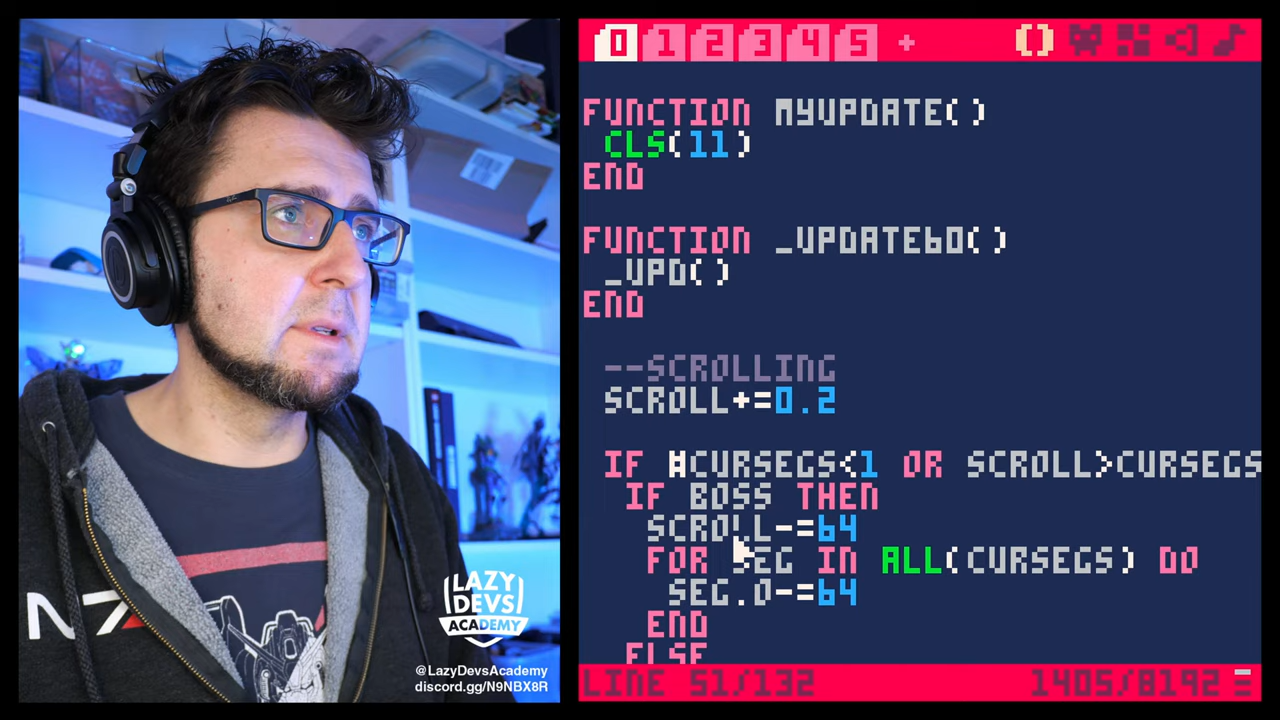 0 1 2 3 4 5 + ()
FUNCTION MYUPDATE()
CLS(11)
END
FUNCTION _UPDATE60()
_UPD()
END
--SCROLLING
SCROLL+=0.2
IF #CURSEGS<1 OR SCROLL>CURSEGS
IF BOSS THEN
SCROLL-=64
FOR SEG IN ALL(CURSEGS) DO
SEG.O-=64
END
ELSE
LINE 51/132 1405/8192
N7
LAZY
DEVS
ACADEMY
@LazyDevsAcademy
discord.gg/N9NBX8R